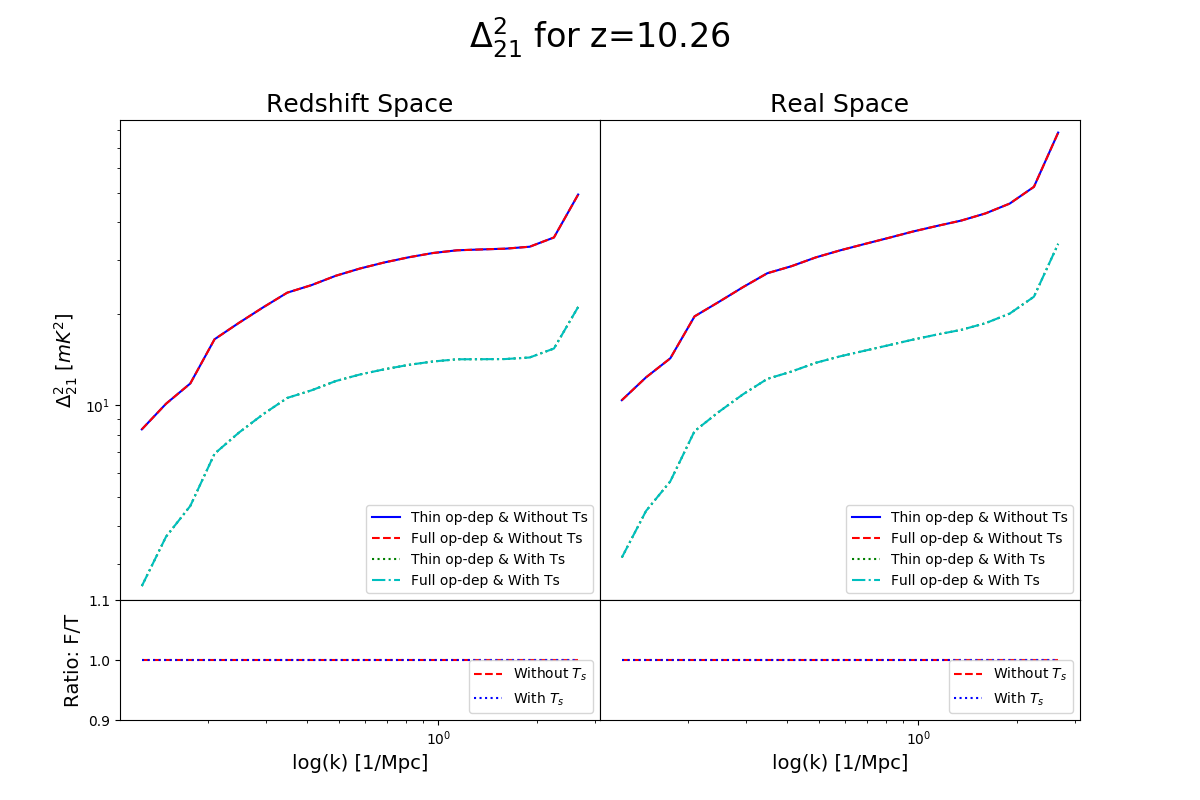 Δ²₂₁ for z=10.26
Redshift Space
Real Space
Δ²₂₁ [mK²]
10¹
Thin op-dep & Without Ts
Full op-dep & Without Ts
Thin op-dep & With Ts
Full op-dep & With Ts
Thin op-dep & Without Ts
Full op-dep & Without Ts
Thin op-dep & With Ts
Full op-dep & With Ts
Ratio: F/T
1.1
1.0
0.9
Without Tₛ
With Tₛ
Without Tₛ
With Tₛ
10⁰
10⁰
log(k) [1/Mpc]
log(k) [1/Mpc]